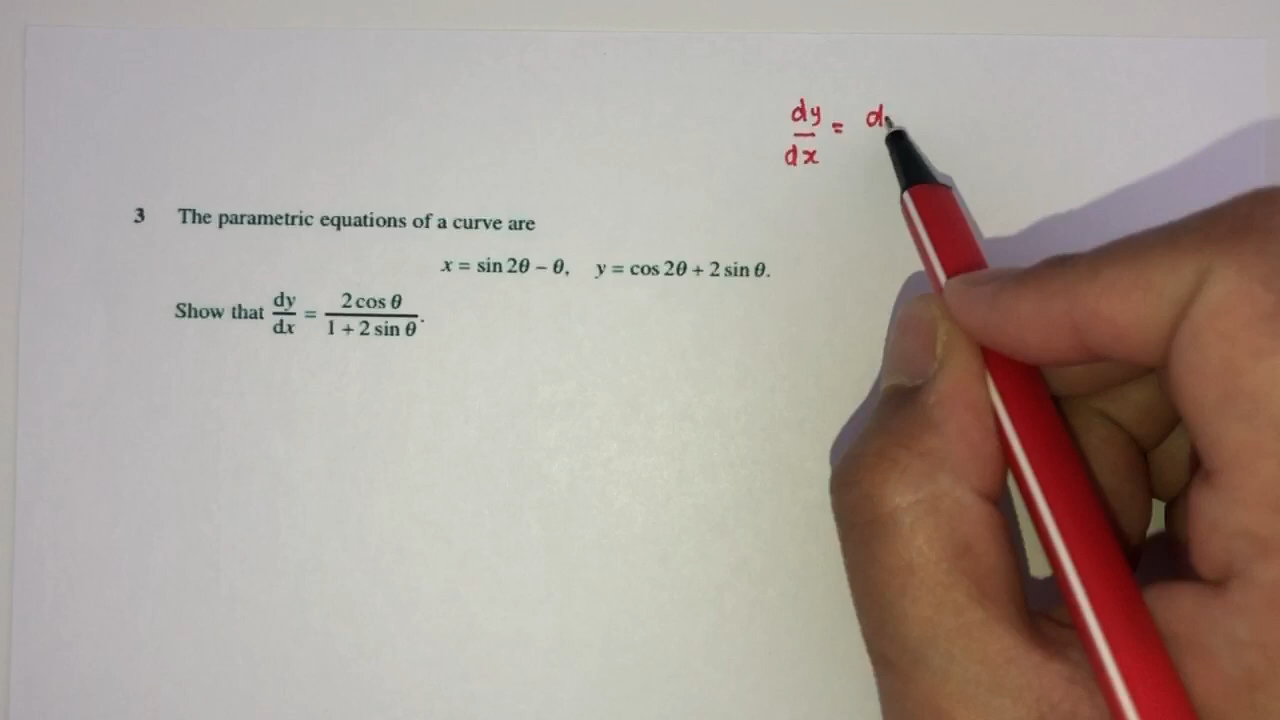 dy/dx = d
3 The parametric equations of a curve are
x = sin 2θ − θ, y = cos 2θ + 2 sin θ.
Show that dy/dx = 2 cos θ / 1 + 2 sin θ.